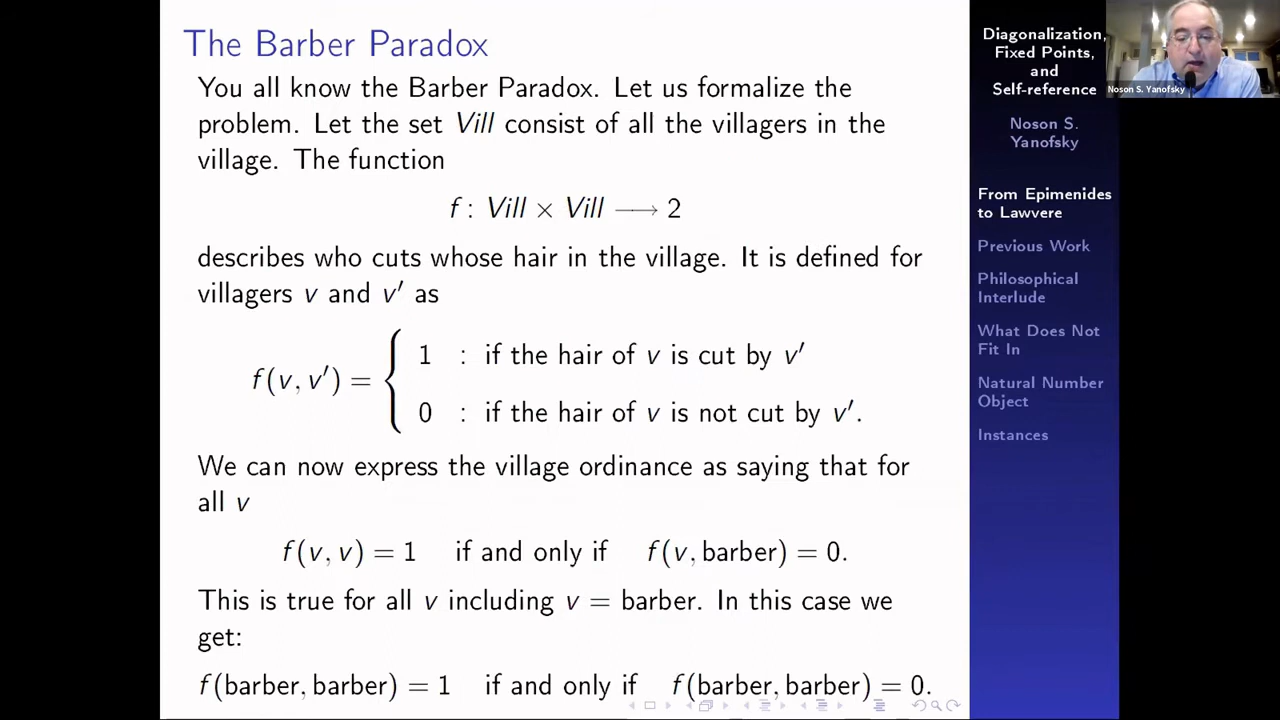 The Barber Paradox
You all know the Barber Paradox. Let us formalize the
problem. Let the set Vill consist of all the villagers in the
village. The function
f : Vill × Vill ⟶ 2
describes who cuts whose hair in the village. It is defined for
villagers v and v′ as
f(v, v′) = { 1 : if the hair of v is cut by v′
0 : if the hair of v is not cut by v′.
We can now express the village ordinance as saying that for
all v
f(v, v) = 1 if and only if f(v, barber) = 0.
This is true for all v including v = barber. In this case we
get:
f(barber, barber) = 1 if and only if f(barber, barber) = 0.
Diagonalization,
Fixed Points,
and
Self-reference
Noson S.
Yanofsky
From Epimenides
to Lawvere
Previous Work
Philosophical
Interlude
What Does Not
Fit In
Natural Number
Object
Instances
Noson S. Yanofsky